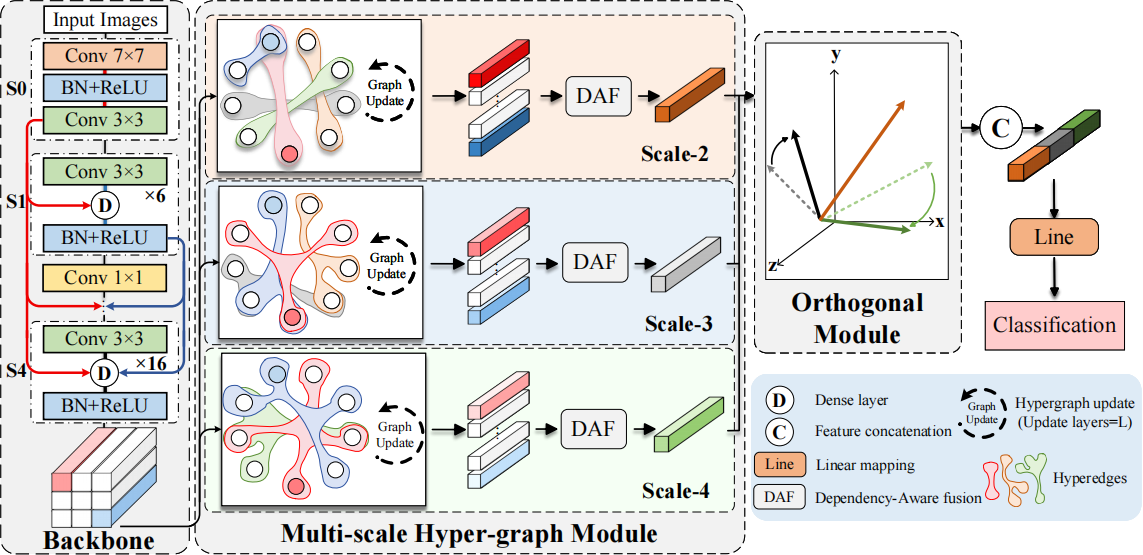 Input Images
S0
Conv 7×7
BN+ReLU
Conv 3×3
S1
Conv 3×3
D
×6
BN+ReLU
Conv 1×1
S4
Conv 3×3
D
×16
BN+ReLU
Backbone
Graph
Update
DAF
Scale-2
Graph
Update
DAF
Scale-3
Graph
Update
DAF
Scale-4
Multi-scale Hyper-graph Module
y
x
z
Orthogonal
Module
C
Line
Classification
D
Dense layer
C
Feature concatenation
Line
Linear mapping
DAF
Dependency-Aware fusion
Graph
Update
Hypergraph update
(Update layers=L)
Hyperedges